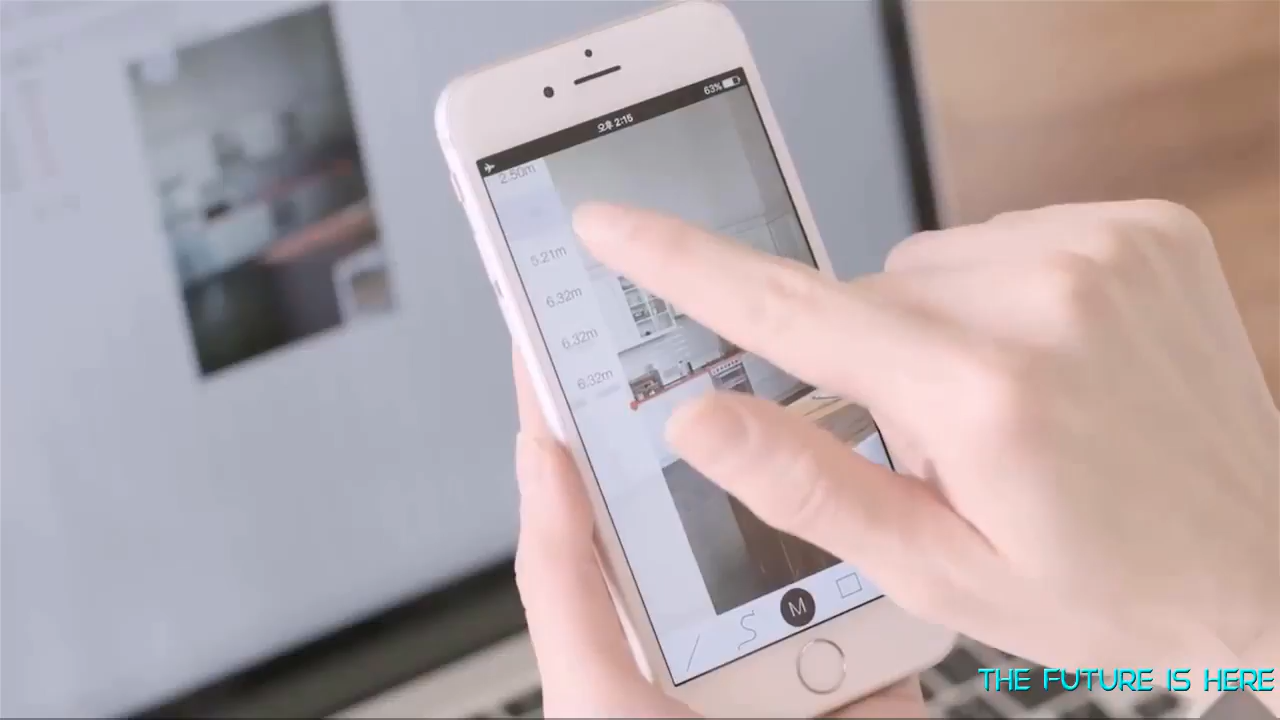 63%
오후 2:15
2.50m
5.21m
6.32m
6.32m
6.32m
M
THE FUTURE IS HERE